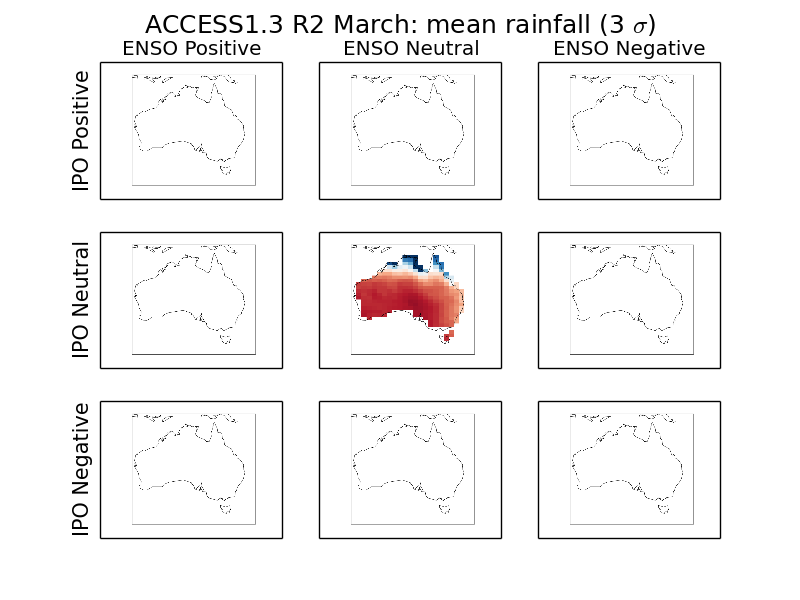 ACCESS1.3 R2 March: mean rainfall (3 σ)
ENSO Positive ENSO Neutral ENSO Negative
IPO Positive
IPO Neutral
IPO Negative